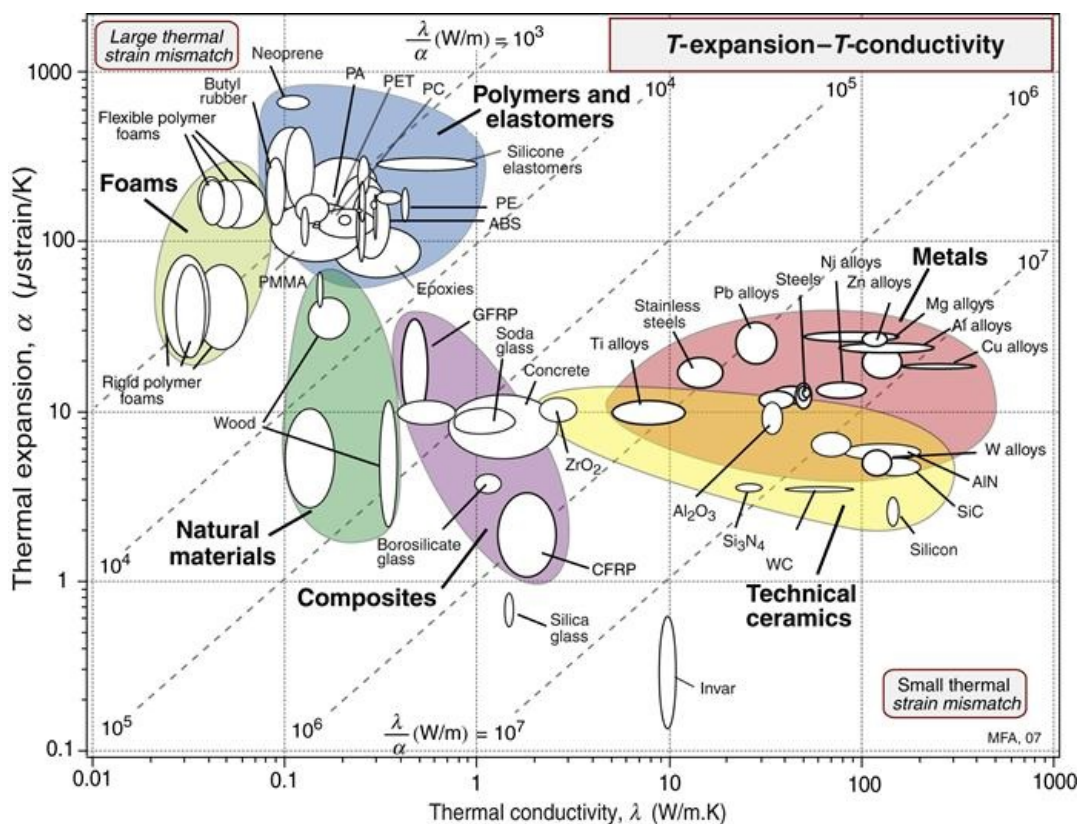 T-expansion–T-conductivity
Large thermal
strain mismatch
λ/α (W/m) = 10³
10⁴
10⁵
10⁶
10⁷
1000
100
10
1
0.1
Thermal expansion, α (μstrain/K)
Neoprene
Butyl
rubber
Flexible polymer
foams
PA
PET
PC
Polymers and
elastomers
Silicone
elastomers
Foams
PE
ABS
PMMA
Epoxies
Rigid polymer
foams
Wood
Natural
materials
GFRP
Soda
glass
Concrete
ZrO₂
Borosilicate
glass
CFRP
Composites
Silica
glass
Invar
Ti alloys
Stainless
steels
Pb alloys
Steels
Ni alloys
Zn alloys
Metals
Mg alloys
Al alloys
Cu alloys
W alloys
AlN
SiC
Al₂O₃
Si₃N₄
WC
Silicon
Technical
ceramics
10⁴
10⁵
10⁶
λ/α (W/m) = 10⁷
Small thermal
strain mismatch
MFA, 07
0.01
0.1
1
10
100
1000
Thermal conductivity, λ (W/m.K)